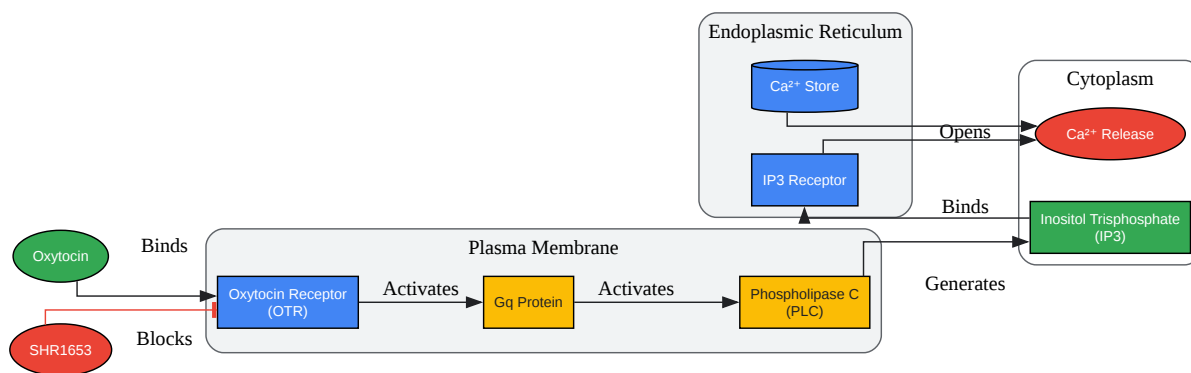 Endoplasmic Reticulum
Ca²⁺ Store
Cytoplasm
Opens
Ca²⁺ Release
IP3 Receptor
Binds
Inositol Trisphosphate
(IP3)
Binds
Plasma Membrane
Oxytocin
Generates
Oxytocin Receptor
(OTR)
Activates
Gq Protein
Activates
Phospholipase C
(PLC)
Blocks
SHR1653